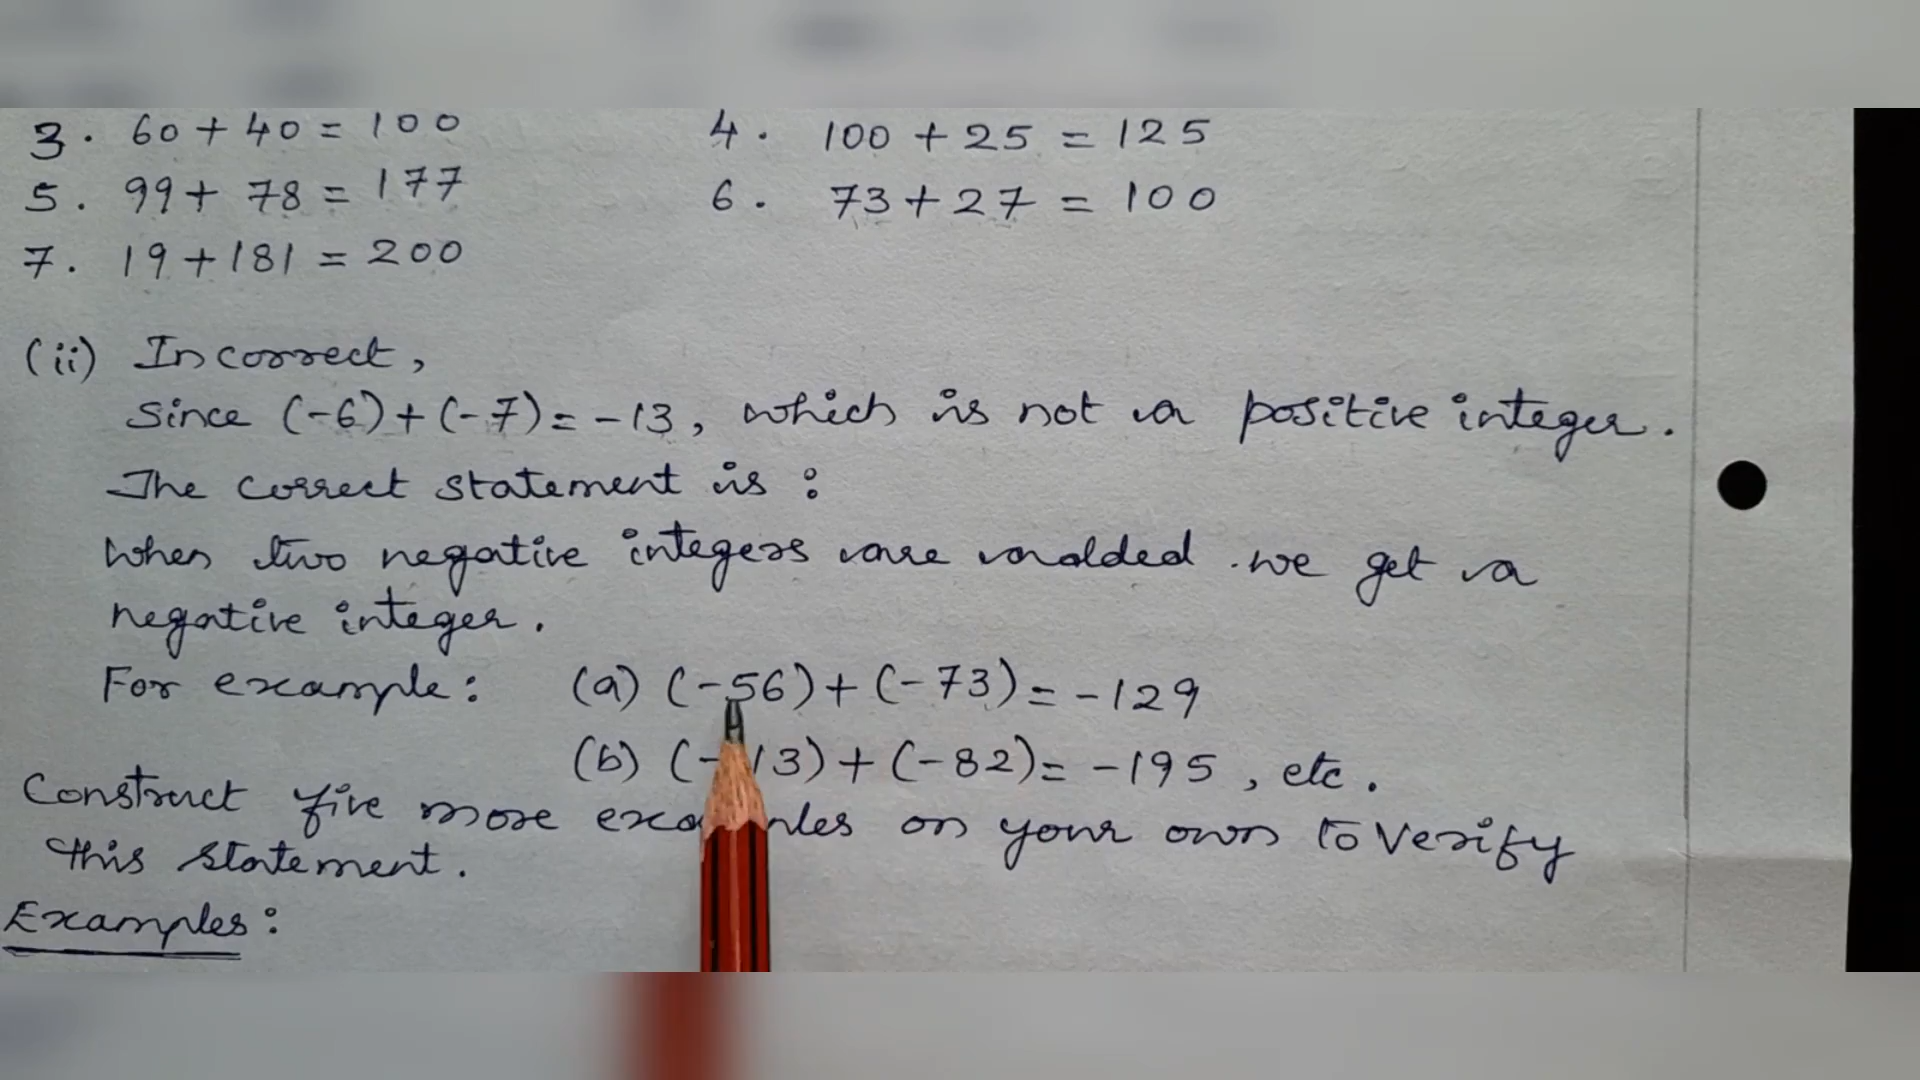 3. 60 + 40 = 100 4. 100 + 25 = 125
5. 99 + 78 = 177 6. 73 + 27 = 100
7. 19 + 181 = 200
(ii) Incorrect,
Since (-6) + (-7) = -13, which is not a positive integer.
The correct statement is :
When two negative integers are added we get a
negative integer.
For example: (a) (-56) + (-73) = -129
(b) (- 13) + (-82) = -195, etc.
Construct five more examples on your own to verify
this statement.
Examples: